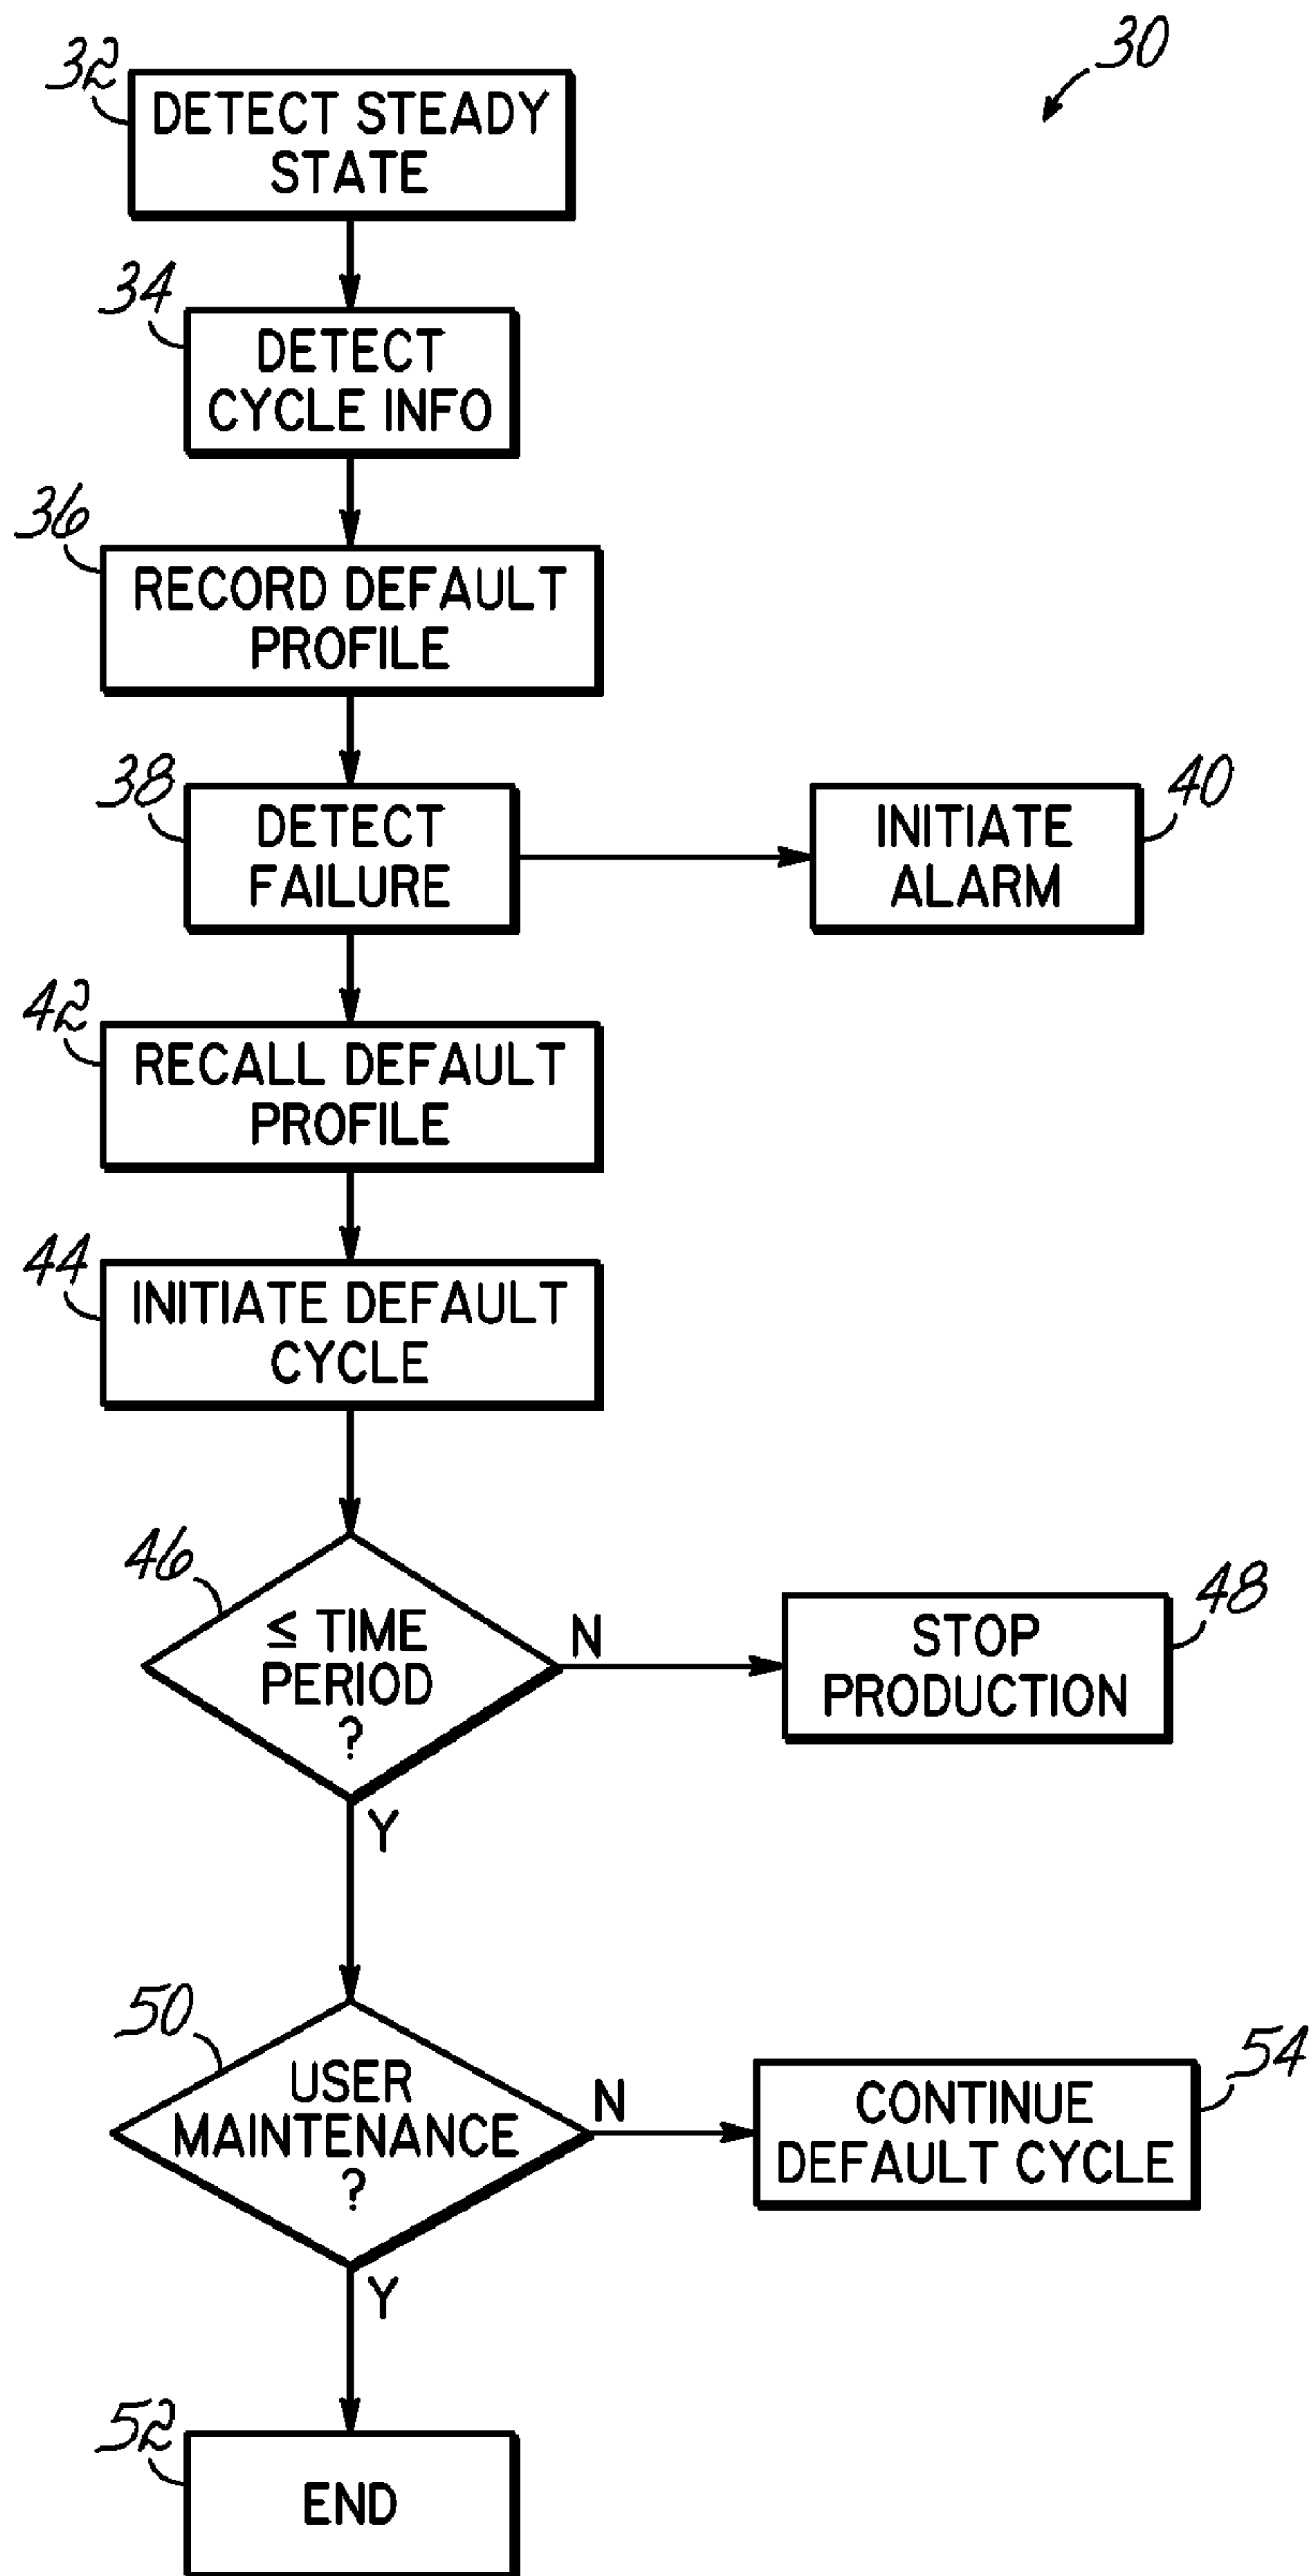 30
32
DETECT STEADY
STATE
34
DETECT
CYCLE INFO
36
RECORD DEFAULT
PROFILE
38
DETECT
FAILURE
40
INITIATE
ALARM
42
RECALL DEFAULT
PROFILE
44
INITIATE DEFAULT
CYCLE
46
≤ TIME
PERIOD
?
N
Y
48
STOP
PRODUCTION
50
USER
MAINTENANCE
?
N
Y
54
CONTINUE
DEFAULT CYCLE
52
END